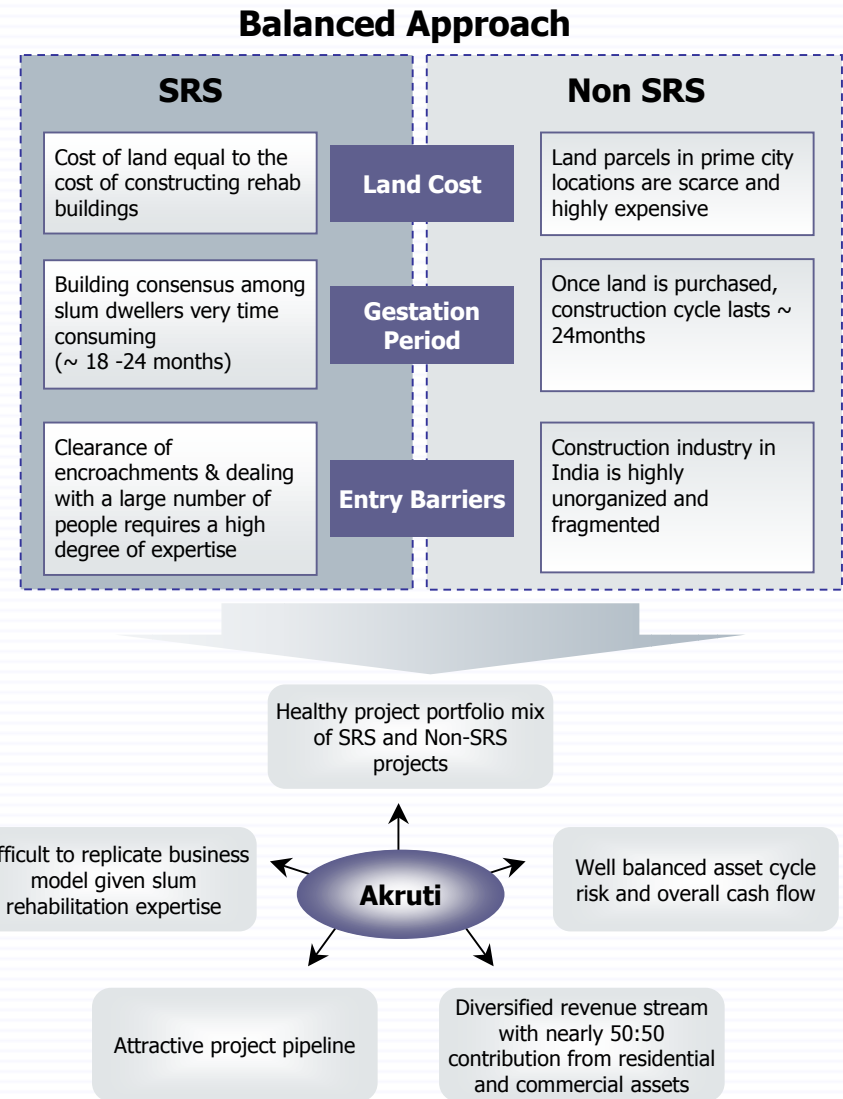 Balanced Approach
SRS
Non SRS
Cost of land equal to the
cost of constructing rehab
buildings
Land Cost
Land parcels in prime city
locations are scarce and
highly expensive
Building consensus among
slum dwellers very time
consuming
(~ 18 -24 months)
Gestation
Period
Once land is purchased,
construction cycle lasts ~
24months
Clearance of
encroachments & dealing
with a large number of
people requires a high
degree of expertise
Entry Barriers
Construction industry in
India is highly
unorganized and
fragmented
Healthy project portfolio mix
of SRS and Non-SRS
projects
fficult to replicate business
model given slum
rehabilitation expertise
Akruti
Well balanced asset cycle
risk and overall cash flow
Attractive project pipeline
Diversified revenue stream
with nearly 50:50
contribution from residential
and commercial assets